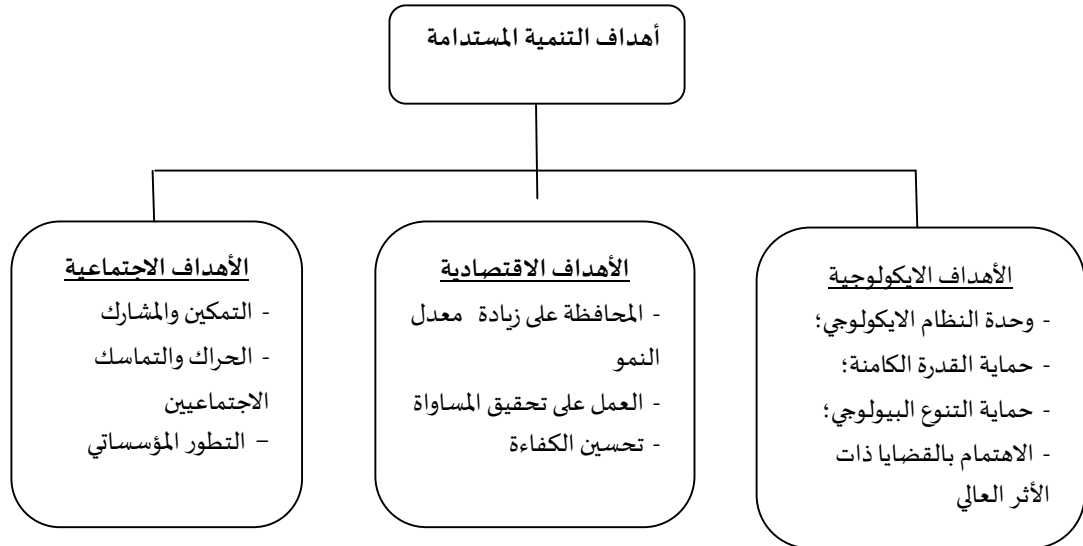 أهداف التنمية المستدامة
الأهداف الايكولوجية
- وحدة النظام الايكولوجي؛
- حماية القدرة الكامنة؛
- حماية التنوع البيولوجي؛
- الاهتمام بالقضايا ذات
الأثر العالي
الأهداف الاقتصادية
- المحافظة على زيادة معدل
النمو
- العمل على تحقيق المساواة
- تحسين الكفاءة
الأهداف الاجتماعية
- التمكين والمشارك
- الحراك والتماسك
الاجتماعيين
– التطور المؤسساتي